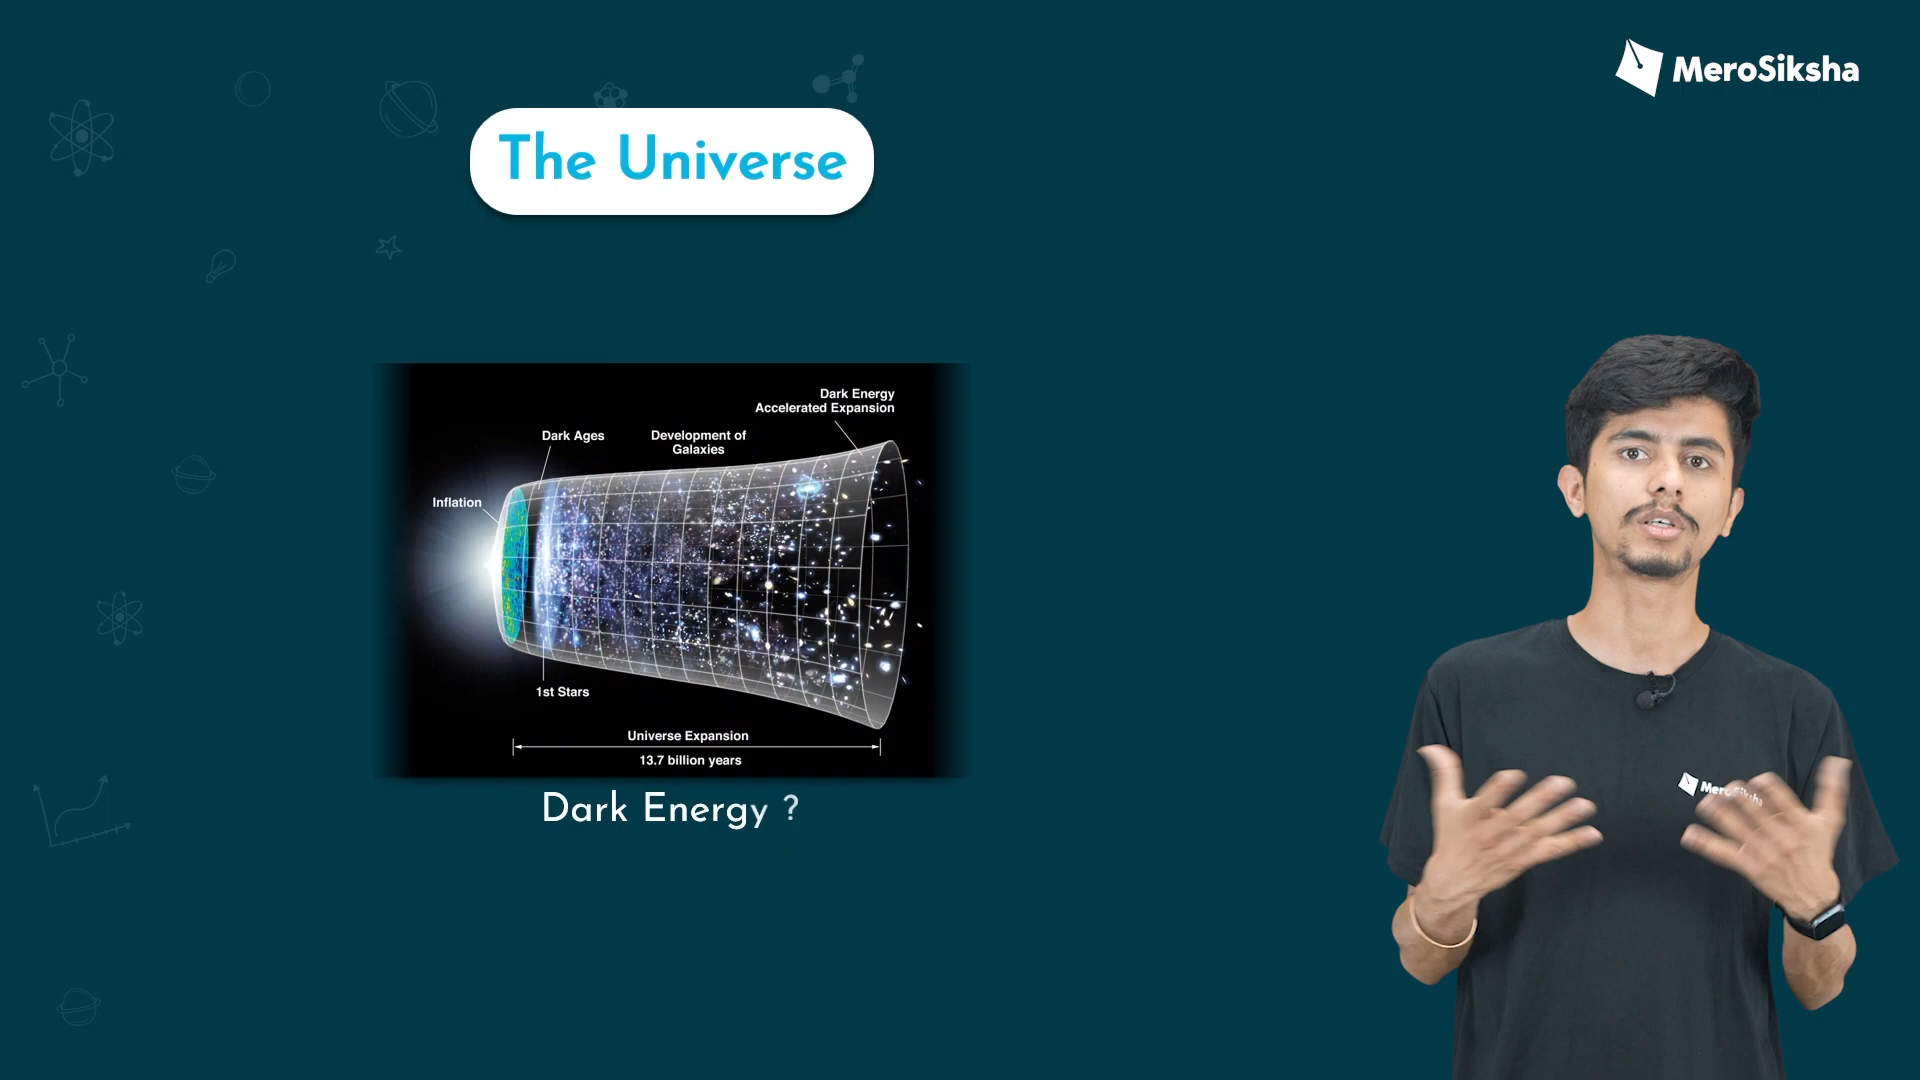 MeroSiksha
The Universe
Dark Energy
Accelerated Expansion
Dark Ages
Development of
Galaxies
Inflation
1st Stars
Universe Expansion
13.7 billion years
Dark Energy ?